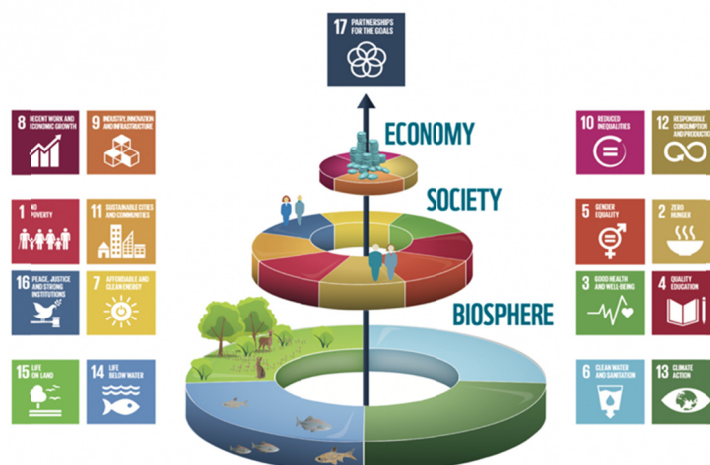 17 PARTNERSHIPS
FOR THE GOALS
ECONOMY
SOCIETY
BIOSPHERE
8 DECENT WORK AND
ECONOMIC GROWTH
9 INDUSTRY, INNOVATION
AND INFRASTRUCTURE
1 NO
POVERTY
11 SUSTAINABLE CITIES
AND COMMUNITIES
16 PEACE, JUSTICE
AND STRONG
INSTITUTIONS
7 AFFORDABLE AND
CLEAN ENERGY
15 LIFE
ON LAND
14 LIFE
BELOW WATER
10 REDUCED
INEQUALITIES
12 RESPONSIBLE
CONSUMPTION
AND PRODUCTIO
5 GENDER
EQUALITY
2 ZERO
HUNGER
3 GOOD HEALTH
AND WELL-BEING
4 QUALITY
EDUCATION
6 CLEAN WATER
AND SANITATION
13 CLIMATE
ACTION